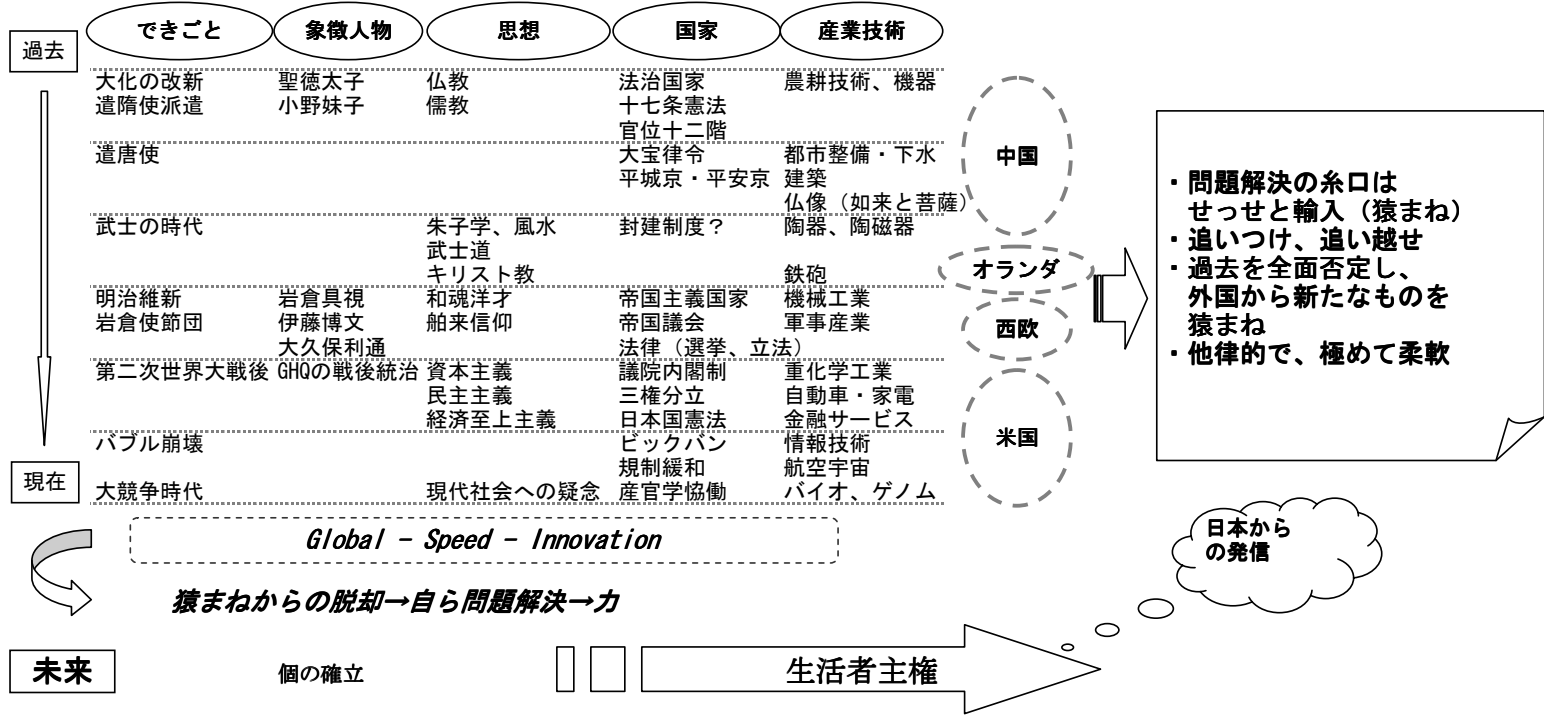 できごと 象徴人物 思想 国家 産業技術
過去
大化の改新 聖徳太子 仏教 法治国家 農耕技術、機器
遣隋使派遣 小野妹子 儒教 十七条憲法
官位十二階
遣唐使 大宝律令 都市整備・下水
平城京・平安京 建築
仏像（如来と菩薩）
武士の時代 朱子学、風水 封建制度？ 陶器、陶磁器
武士道
キリスト教 鉄砲
明治維新 岩倉具視 和魂洋才 帝国主義国家 機械工業
岩倉使節団 伊藤博文 舶来信仰 帝国議会 軍事産業
大久保利通 法律（選挙、立法）
第二次世界大戦後 GHQの戦後統治 資本主義 議院内閣制 重化学工業
民主主義 三権分立 自動車・家電
経済至上主義 日本国憲法 金融サービス
バブル崩壊 ビックバン 情報技術
規制緩和 航空宇宙
大競争時代 現代社会への疑念 産官学恊働 バイオ、ゲノム
現在
中国
オランダ
西欧
米国
・問題解決の糸口は
せっせと輸入（猿まね）
・追いつけ、追い越せ
・過去を全面否定し、
外国から新たなものを
猿まね
・他律的で、極めて柔軟
Global − Speed − Innovation
猿まねからの脱却→自ら問題解決→力
日本から
の発信
未来 個の確立 生活者主権